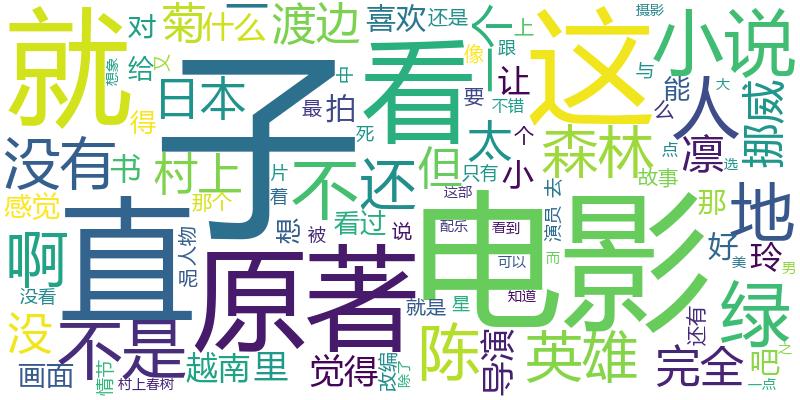 就
子
看
这
小说
电影
直
原著
不是
没有
啊
绿
地
人
英雄
陈
森林
还
不
村上
日本
渡边
菊
什么
一
对
给
又
想象
中
得
最
拍
喜欢
还是
个
上
像
跟
要
不错
让
太
个
小
但
只有
死
片
着
摄影
与
能
么
大
点
选
凛
挪威
故事
那
去
演员
这部
好
美
玲
男
书
感觉
那个
看过
想
被
说
配乐
看到
可以
而
知道
人物
呢
没看
没
就是
星
还有
之
画面
情节
村上春树
越南
里
觉得
改编
除了
导演
完全
吧
一点